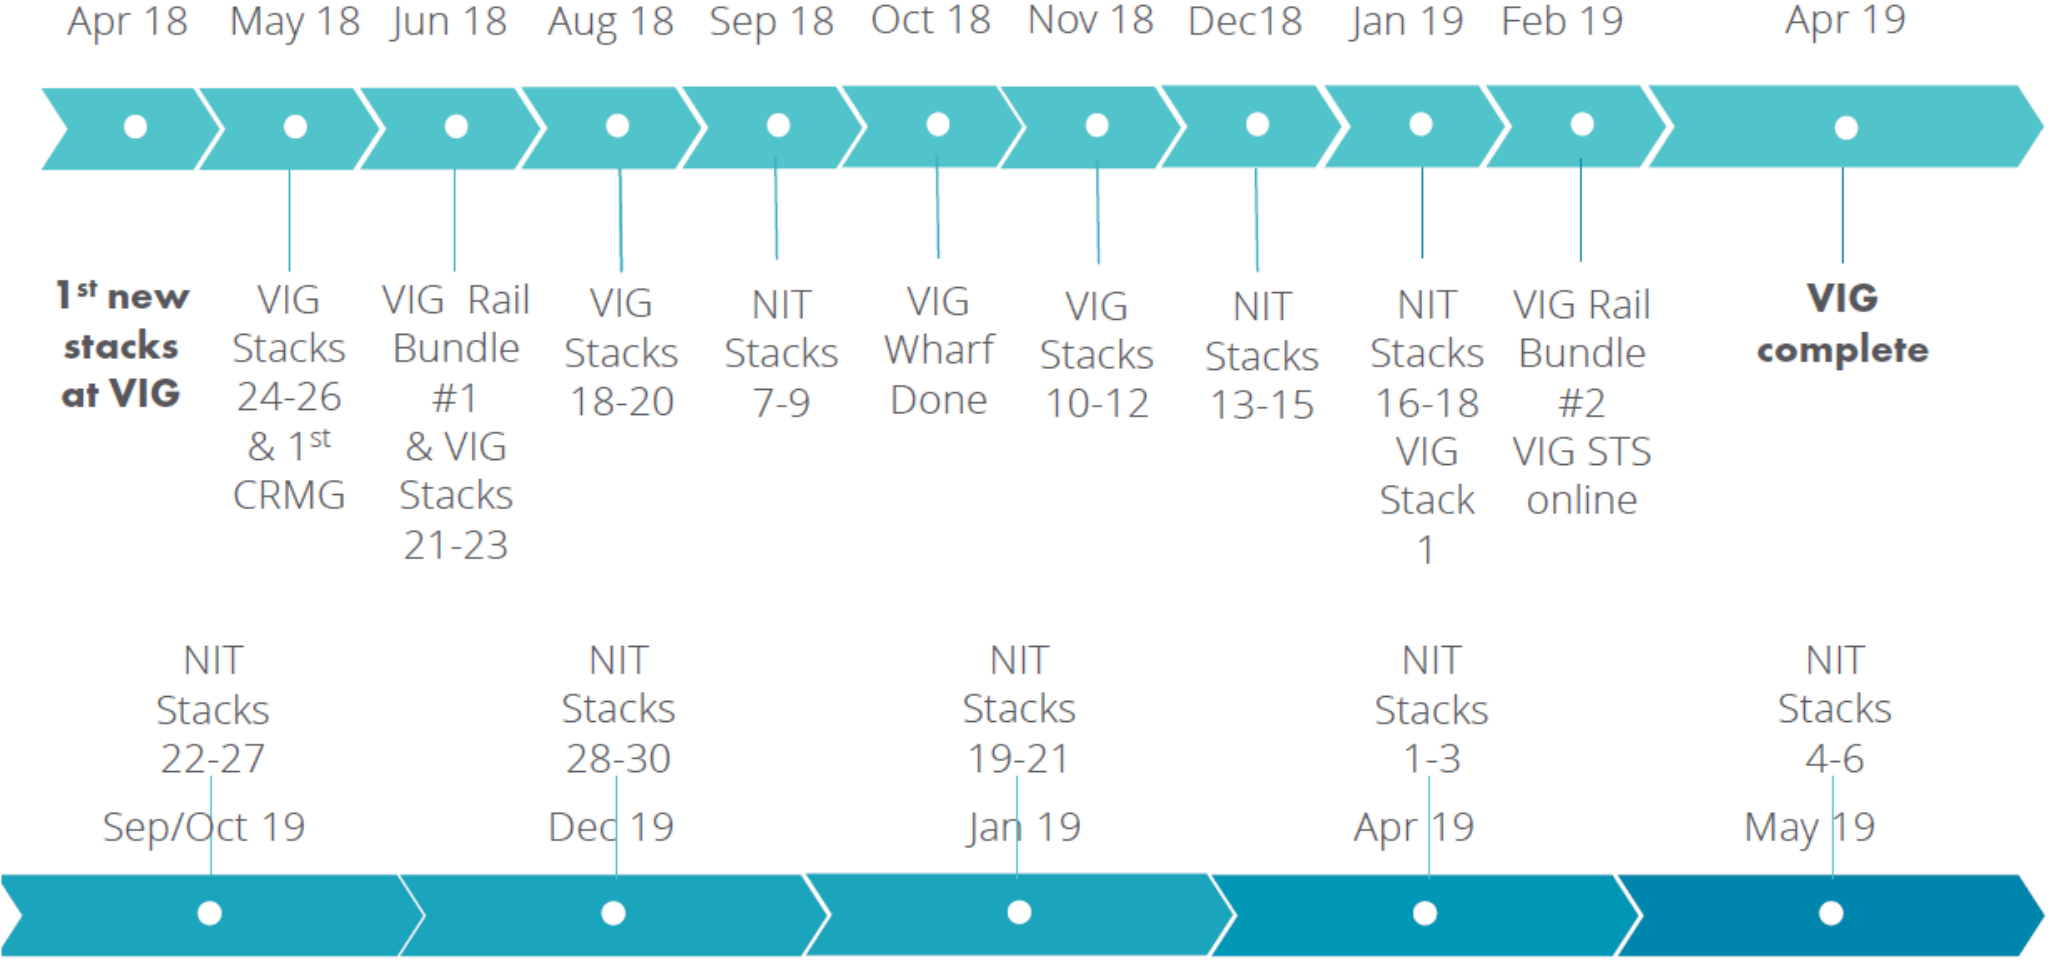 Apr 18 May 18 Jun 18 Aug 18 Sep 18 Oct 18 Nov 18 Dec18 Jan 19 Feb 19 Apr 19
1st new
stacks
at VIG
VIG
Stacks
24-26
& 1st
CRMG
VIG Rail
Bundle
#1
& VIG
Stacks
21-23
VIG
Stacks
18-20
NIT
Stacks
7-9
VIG
Wharf
Done
VIG
Stacks
10-12
NIT
Stacks
13-15
NIT
Stacks
16-18
VIG
Stack
1
VIG Rail
Bundle
#2
VIG STS
online
VIG
complete
NIT
Stacks
22-27
Sep/Oct 19
NIT
Stacks
28-30
Dec 19
NIT
Stacks
19-21
Jan 19
NIT
Stacks
1-3
Apr 19
NIT
Stacks
4-6
May 19